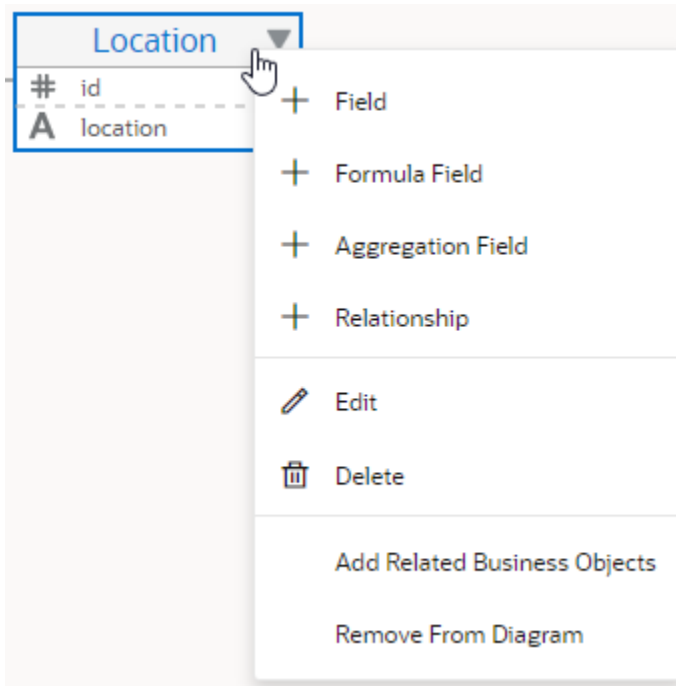 Location
# id
A location
Field
Formula Field
Aggregation Field
Relationship
Edit
Delete
Add Related Business Objects
Remove From Diagram